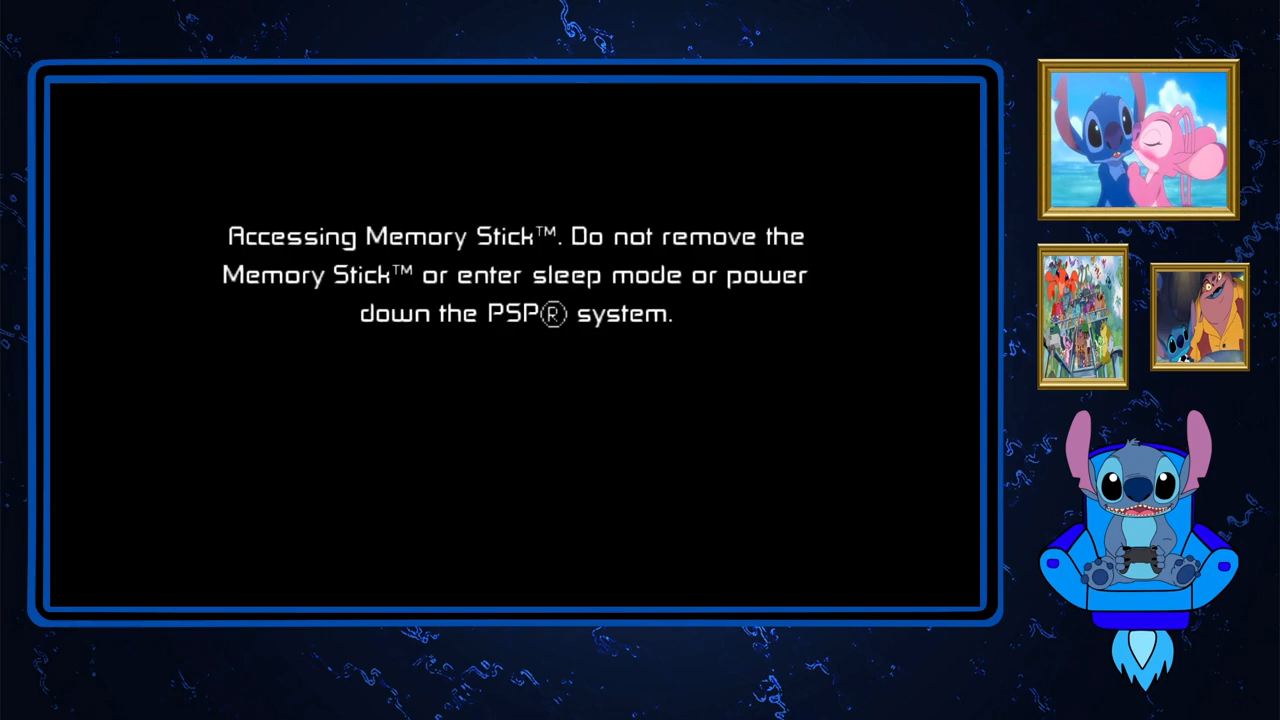 Accessing Memory Stick™. Do not remove the
Memory Stick™ or enter sleep mode or power
down the PSP® system.